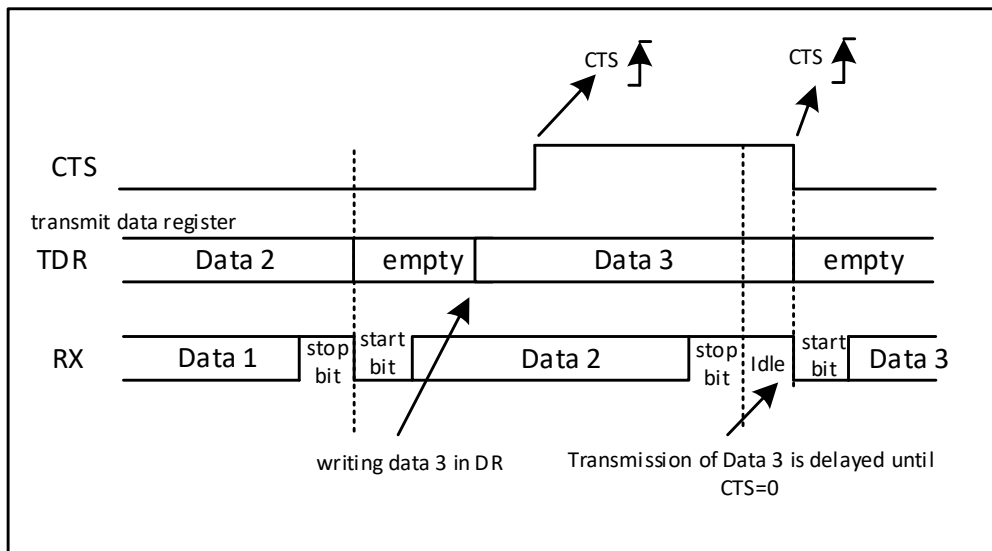 CTS
CTS
CTS
transmit data register
TDR
Data 2
empty
Data 3
empty
RX
Data 1
stop
bit
start
bit
Data 2
stop
bit
Idle
start
bit
Data 3
writing data 3 in DR
Transmission of Data 3 is delayed until
CTS=0